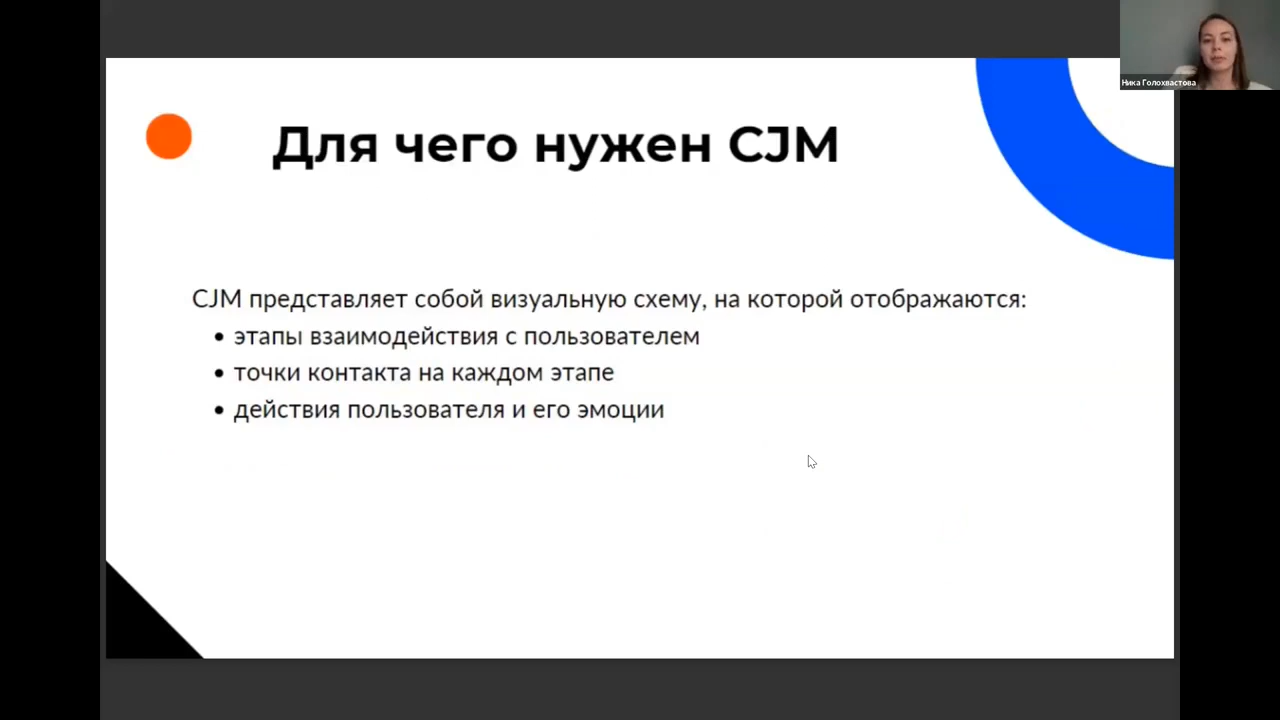 Ника Голохвастова
Для чего нужен CJM
CJM представляет собой визуальную схему, на которой отображаются:
• этапы взаимодействия с пользователем
• точки контакта на каждом этапе
• действия пользователя и его эмоции